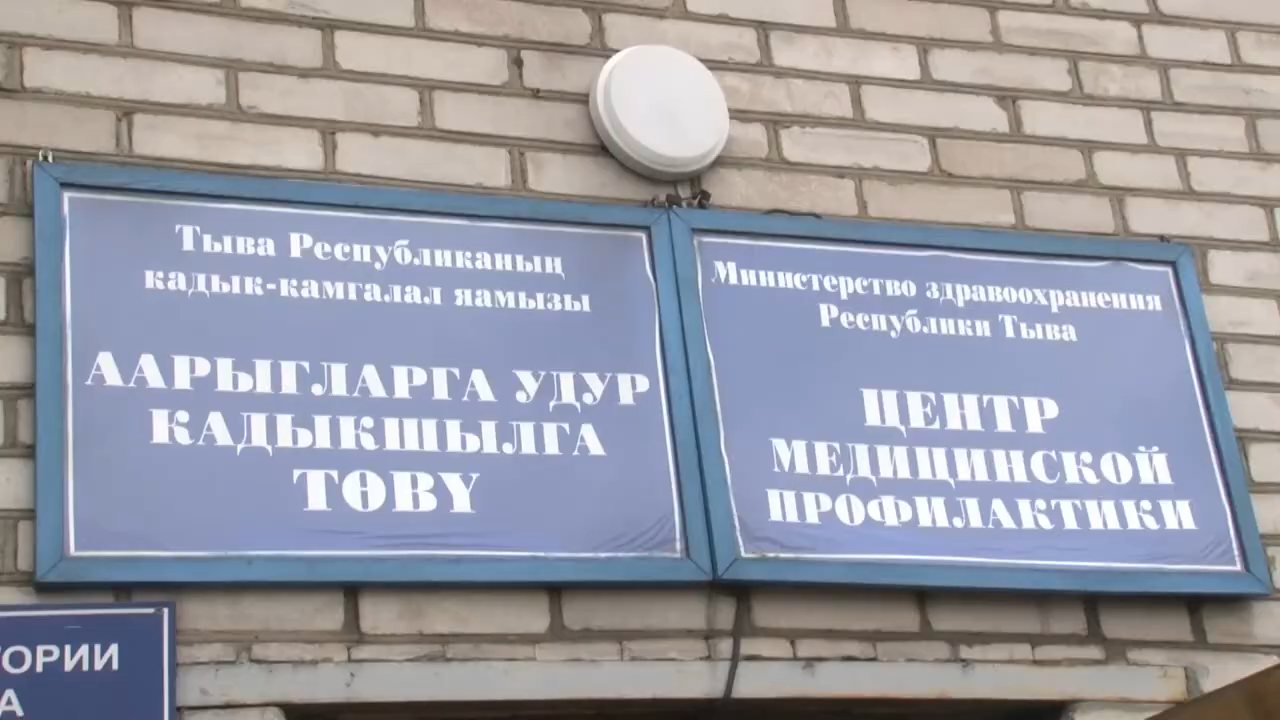 Тыва Республиканың
кадык-камгалал яамызы
ААРЫГЛАРГА УДУР
КАДЫКШЫЛГА
ТӨВҮ
Министерство здравоохранения
Республики Тыва
ЦЕНТР
МЕДИЦИНСКОЙ
ПРОФИЛАКТИКИ
ТОРИИ
А